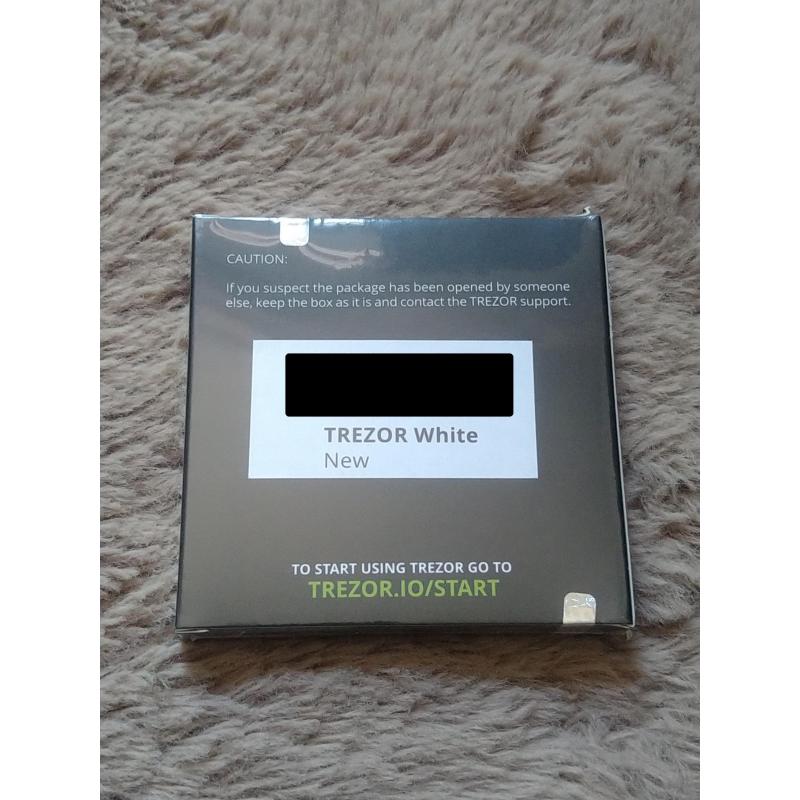 CAUTION:
If you suspect the package has been opened by someone
else, keep the box as it is and contact the TREZOR support.
TREZOR White
New
TO START USING TREZOR GO TO
TREZOR.IO/START